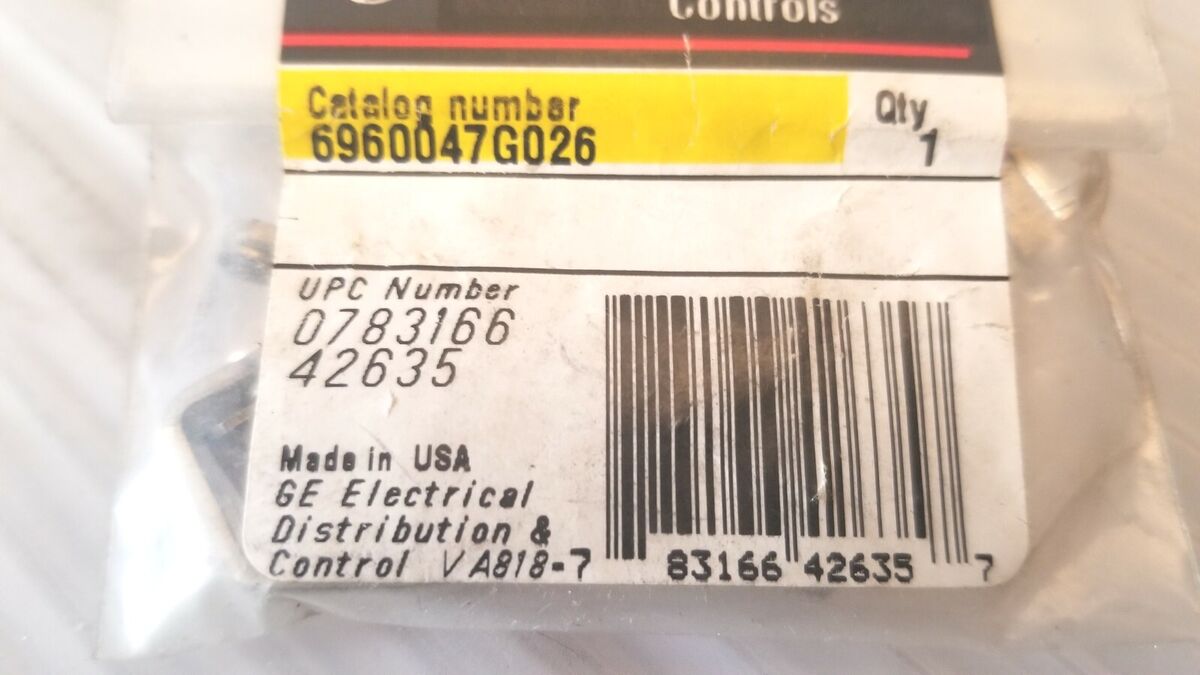 Controls
Catalog number
6960047G026
Qty
1
UPC Number
0783166
42635
Made in USA
GE Electrical
Distribution &
Control VA818-7
83166 42635 7